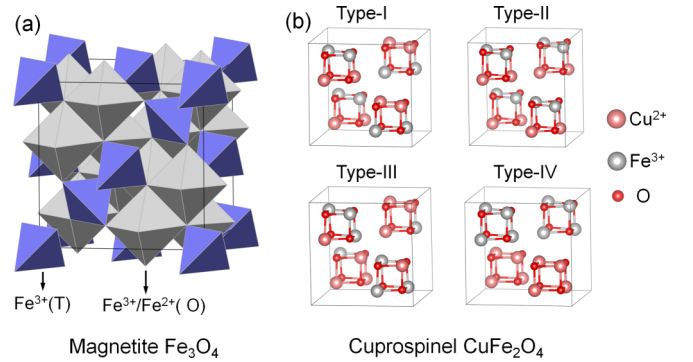 (a)
Fe³⁺(T)
Fe³⁺/Fe²⁺( O)
Magnetite Fe₃O₄
(b)
Type-I
Type-II
Type-III
Type-IV
Cu²⁺
Fe³⁺
O
Cuprospinel CuFe₂O₄